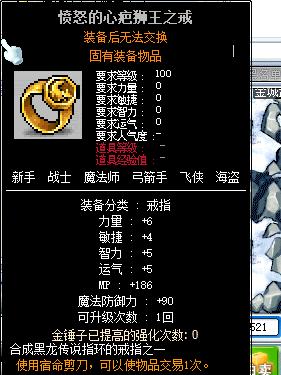 愤怒的心疤狮王之戒
装备后无法交换
固有装备物品
要求等级： 100
要求力量： 0
要求敏捷： 0
要求智力： 0
要求运气： 0
要求人气度： -
道具等级： -
道具经验值： -
新手 战士 魔法师 弓箭手 飞侠 海盗
装备分类 : 戒指
力量 : +6
敏捷 : +4
智力 : +5
运气 : +5
MP : +186
魔法防御力 : +90
可升级次数 : 1回
金锤子已提高的强化次数: 0
合成黑龙传说指环的戒指之一
使用宿命剪刀，可以使物品交易1次。
金城
521